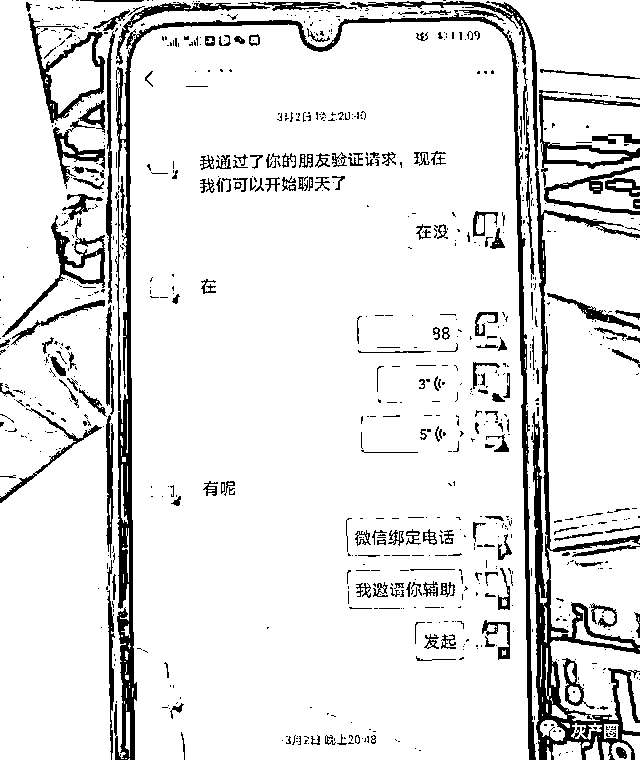 11:09
3月2日 晚上20:40
我通过了你的朋友验证请求，现在
我们可以开始聊天了
在没
在
88
3"
5"
有呢
微信绑定电话
我邀请你辅助
发起
3月2日 晚上20:48
灰产圈